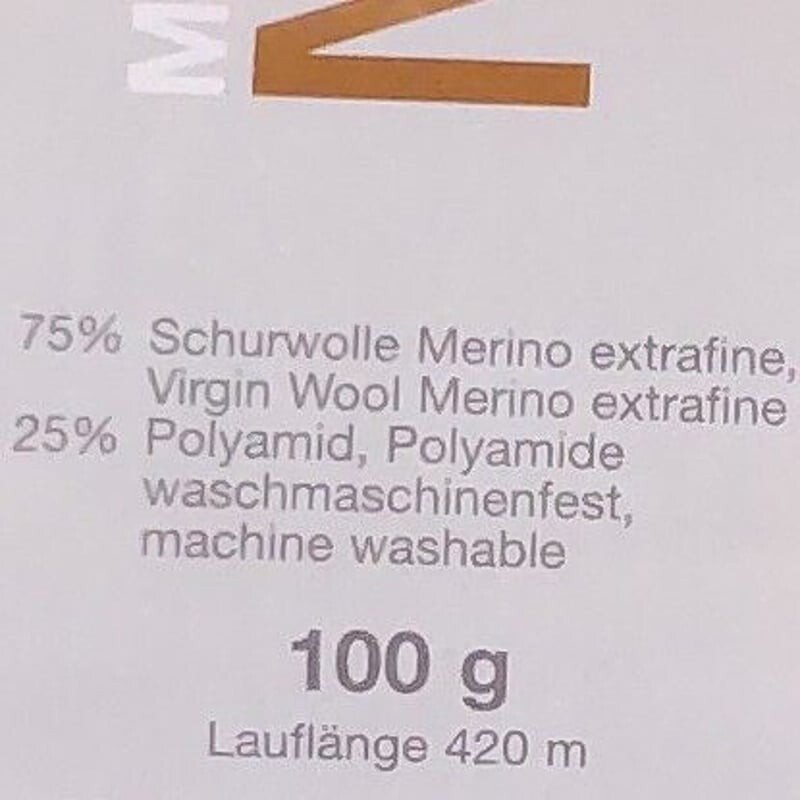 M
75% Schurwolle Merino extrafine,
Virgin Wool Merino extrafine
25% Polyamid, Polyamide
waschmaschinenfest,
machine washable
100 g
Lauflänge 420 m